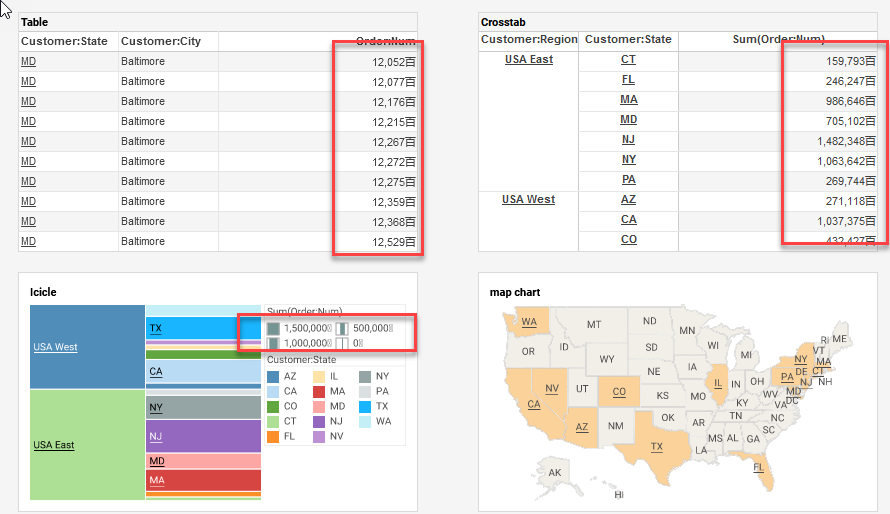 Table
Customer:State Customer:City Order:Num
MD Baltimore 12,052百
MD Baltimore 12,077百
MD Baltimore 12,176百
MD Baltimore 12,215百
MD Baltimore 12,267百
MD Baltimore 12,272百
MD Baltimore 12,275百
MD Baltimore 12,359百
MD Baltimore 12,368百
MD Baltimore 12,529百
Crosstab
Customer:Region Customer:State Sum(Order:Num)
USA East CT 159,793百
FL 246,247百
MA 986,646百
MD 705,102百
NJ 1,482,348百
NY 1,063,642百
PA 269,744百
USA West AZ 271,118百
CA 1,037,375百
CO 432,427百
Icicle
USA West
TX
CA
USA East
NY
NJ
MD
MA
Sum(Order:Num)
1,500,000 500,000
1,000,000 0
Customer:State
AZ IL NY
CA MA PA
CO MD TX
CT NJ WA
FL NV
map chart
WA MT ND MN ME
OR ID SD WI MI VT RI
WY NY MA
NE IA PA DE CT
NV UT CO IL IN OH NJ NH
CA KS MO WV MD
KY VA DC
AZ NM OK TN NC
AR SC
TX MS AL GA
LA
AK FL
HI